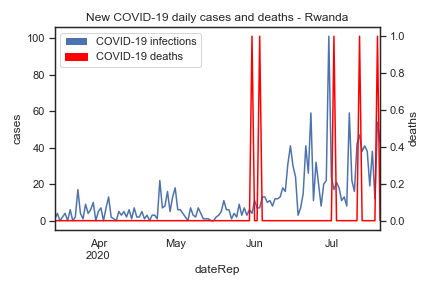 New COVID-19 daily cases and deaths - Rwanda
COVID-19 infections
COVID-19 deaths
100
80
60
40
20
0
cases
1.0
0.8
0.6
0.4
0.2
0.0
deaths
Apr
2020
May
Jun
Jul
dateRep